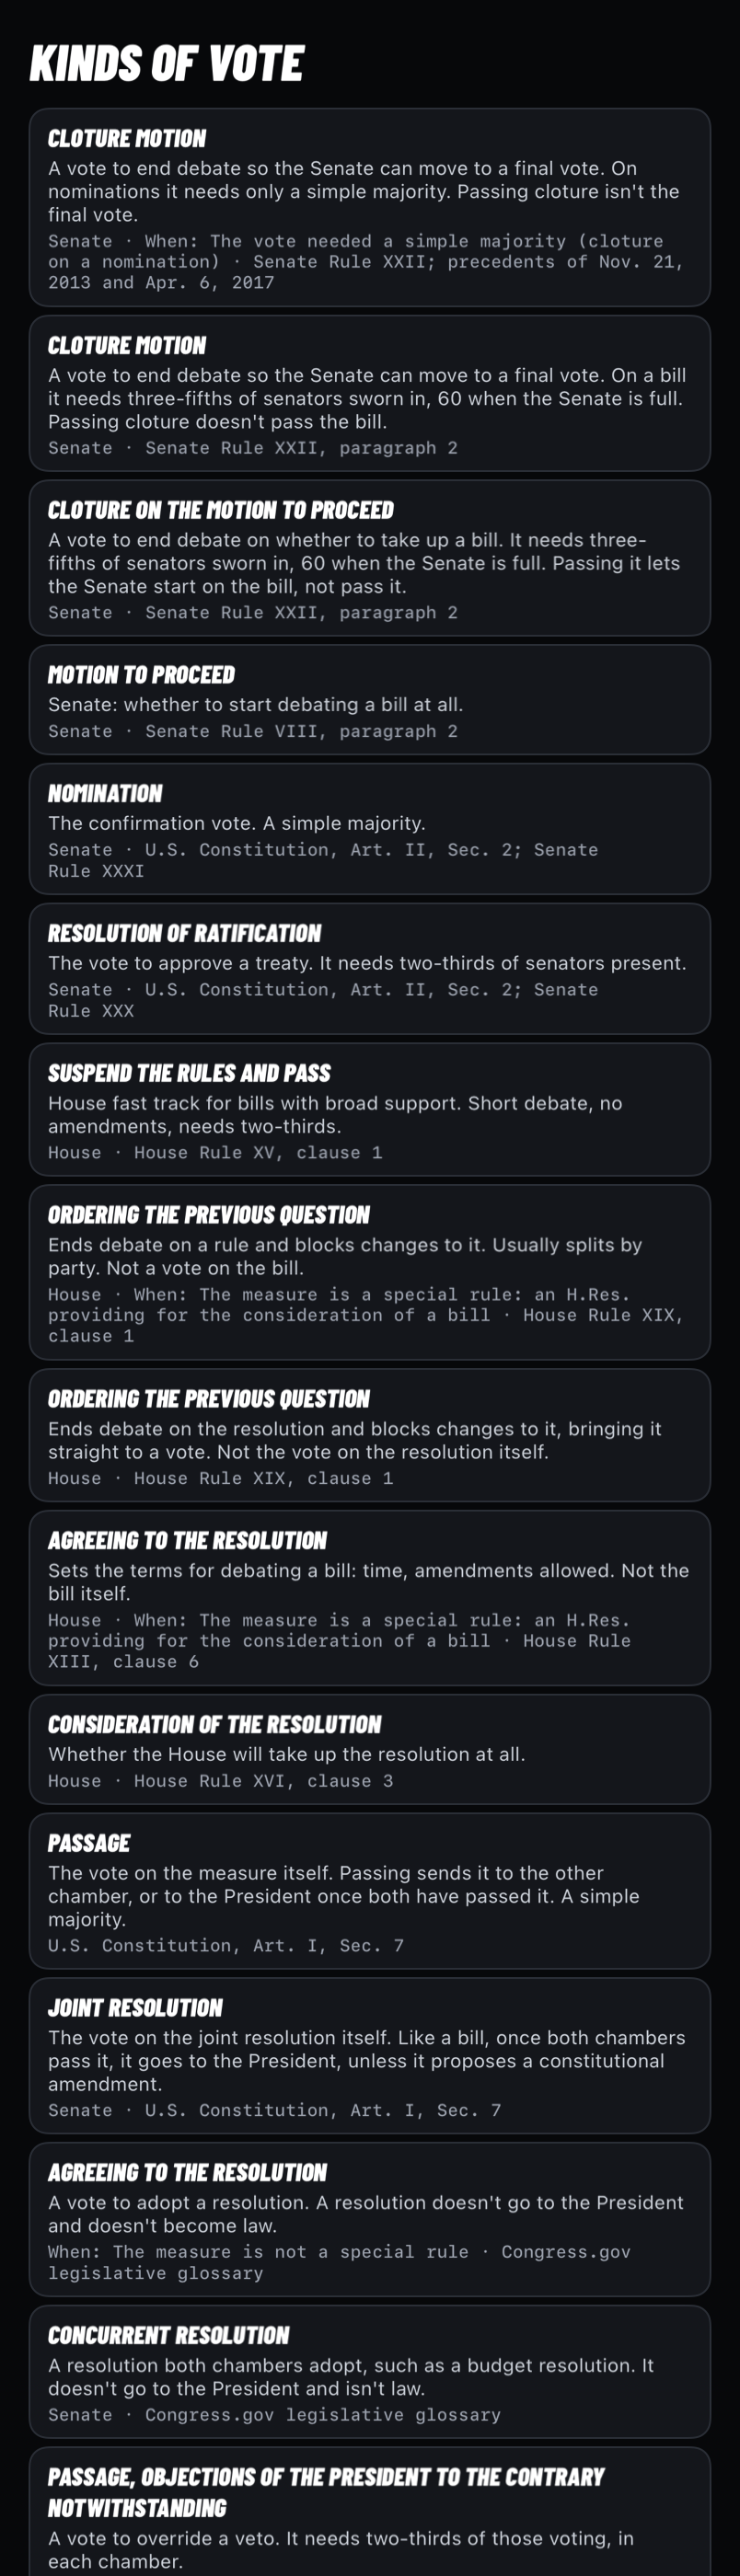 KINDS OF VOTE
CLOTURE MOTION
A vote to end debate so the Senate can move to a final vote. On
nominations it needs only a simple majority. Passing cloture isn't the
final vote.
Senate · When: The vote needed a simple majority (cloture
on a nomination) · Senate Rule XXII; precedents of Nov. 21,
2013 and Apr. 6, 2017
CLOTURE MOTION
A vote to end debate so the Senate can move to a final vote. On a bill
it needs three-fifths of senators sworn in, 60 when the Senate is full.
Passing cloture doesn't pass the bill.
Senate · Senate Rule XXII, paragraph 2
CLOTURE ON THE MOTION TO PROCEED
A vote to end debate on whether to take up a bill. It needs three-
fifths of senators sworn in, 60 when the Senate is full. Passing it lets
the Senate start on the bill, not pass it.
Senate · Senate Rule XXII, paragraph 2
MOTION TO PROCEED
Senate: whether to start debating a bill at all.
Senate · Senate Rule VIII, paragraph 2
NOMINATION
The confirmation vote. A simple majority.
Senate · U.S. Constitution, Art. II, Sec. 2; Senate
Rule XXXI
RESOLUTION OF RATIFICATION
The vote to approve a treaty. It needs two-thirds of senators present.
Senate · U.S. Constitution, Art. II, Sec. 2; Senate
Rule XXX
SUSPEND THE RULES AND PASS
House fast track for bills with broad support. Short debate, no
amendments, needs two-thirds.
House · House Rule XV, clause 1
ORDERING THE PREVIOUS QUESTION
Ends debate on a rule and blocks changes to it. Usually splits by
party. Not a vote on the bill.
House · When: The measure is a special rule: an H.Res.
providing for the consideration of a bill · House Rule XIX,
clause 1
ORDERING THE PREVIOUS QUESTION
Ends debate on the resolution and blocks changes to it, bringing it
straight to a vote. Not the vote on the resolution itself.
House · House Rule XIX, clause 1
AGREEING TO THE RESOLUTION
Sets the terms for debating a bill: time, amendments allowed. Not the
bill itself.
House · When: The measure is a special rule: an H.Res.
providing for the consideration of a bill · House Rule
XIII, clause 6
CONSIDERATION OF THE RESOLUTION
Whether the House will take up the resolution at all.
House · House Rule XVI, clause 3
PASSAGE
The vote on the measure itself. Passing sends it to the other
chamber, or to the President once both have passed it. A simple
majority.
U.S. Constitution, Art. I, Sec. 7
JOINT RESOLUTION
The vote on the joint resolution itself. Like a bill, once both chambers
pass it, it goes to the President, unless it proposes a constitutional
amendment.
Senate · U.S. Constitution, Art. I, Sec. 7
AGREEING TO THE RESOLUTION
A vote to adopt a resolution. A resolution doesn't go to the President
and doesn't become law.
When: The measure is not a special rule · Congress.gov
legislative glossary
CONCURRENT RESOLUTION
A resolution both chambers adopt, such as a budget resolution. It
doesn't go to the President and isn't law.
Senate · Congress.gov legislative glossary
PASSAGE, OBJECTIONS OF THE PRESIDENT TO THE CONTRARY
NOTWITHSTANDING
A vote to override a veto. It needs two-thirds of those voting, in
each chamber.